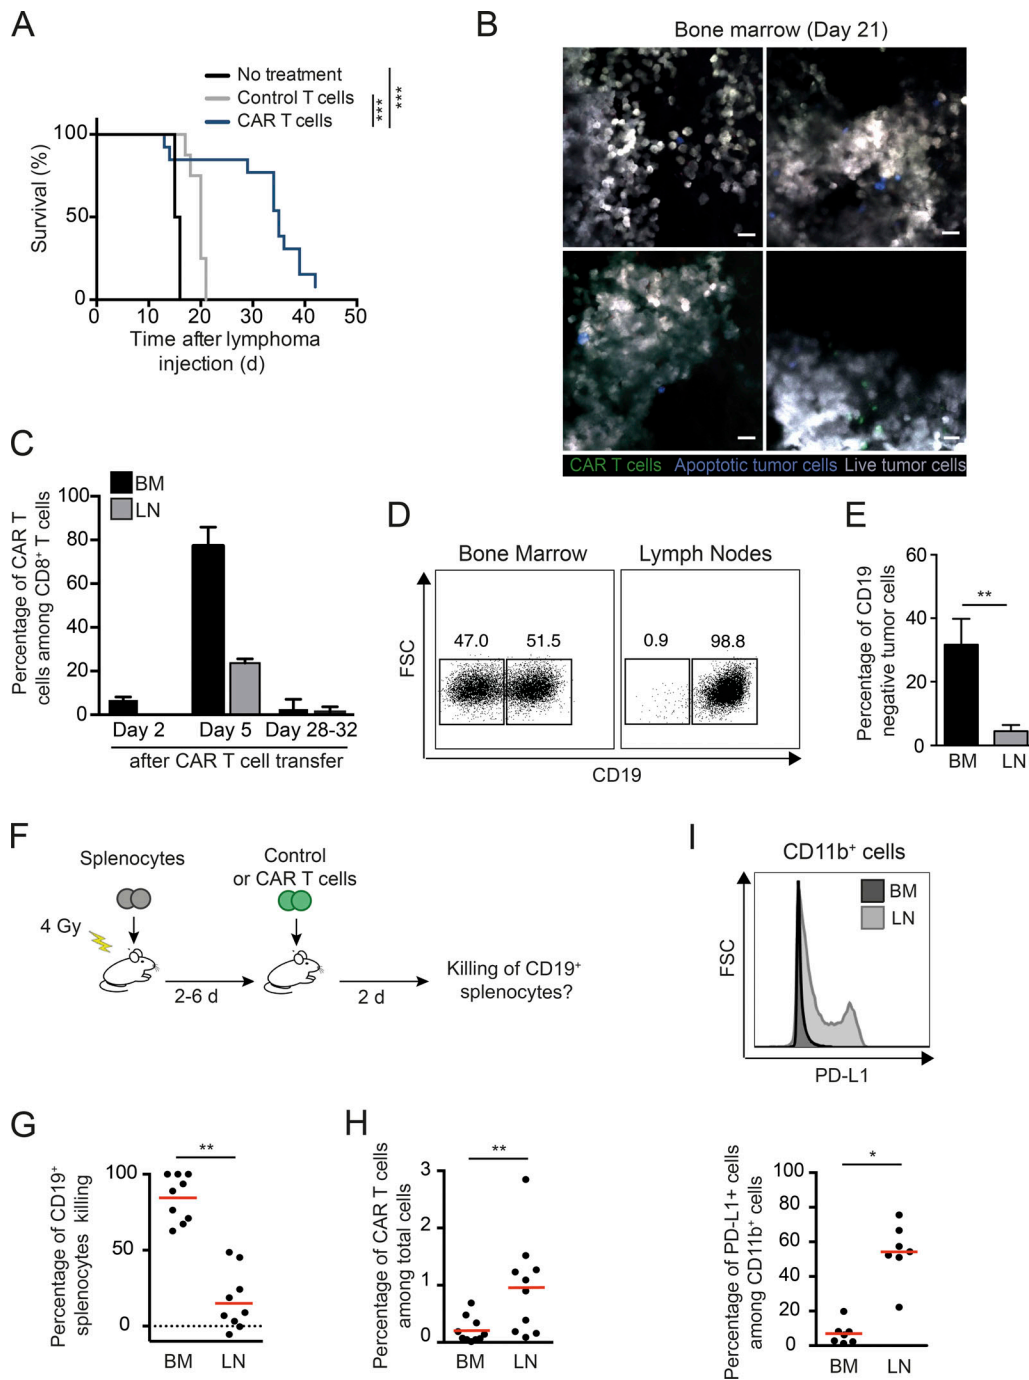 A
No treatment
Control T cells
CAR T cells
***
***
Survival (%)
100
50
0
0 10 20 30 40 50
Time after lymphoma
injection (d)
B
Bone marrow (Day 21)
CAR T cells Apoptotic tumor cells Live tumor cells
C
BM
LN
Percentage of CAR T
cells among CD8+ T cells
100
80
60
40
20
0
Day 2 Day 5 Day 28-32
after CAR T cell transfer
D
Bone Marrow Lymph Nodes
FSC
47.0 51.5 0.9 98.8
CD19
E
Percentage of CD19
negative tumor cells
60
40
20
0
**
BM LN
F
Splenocytes
Control
or CAR T cells
4 Gy
2-6 d
2 d
Killing of CD19+
splenocytes?
I
CD11b+ cells
BM
LN
FSC
PD-L1
G
Percentage of CD19+
splenocytes killing
100
50
0
**
BM LN
H
Percentage of CAR T cells
among total cells
3
2
1
0
**
BM LN
Percentage of PD-L1+ cells
among CD11b+ cells
100
80
60
40
20
0
*
BM LN